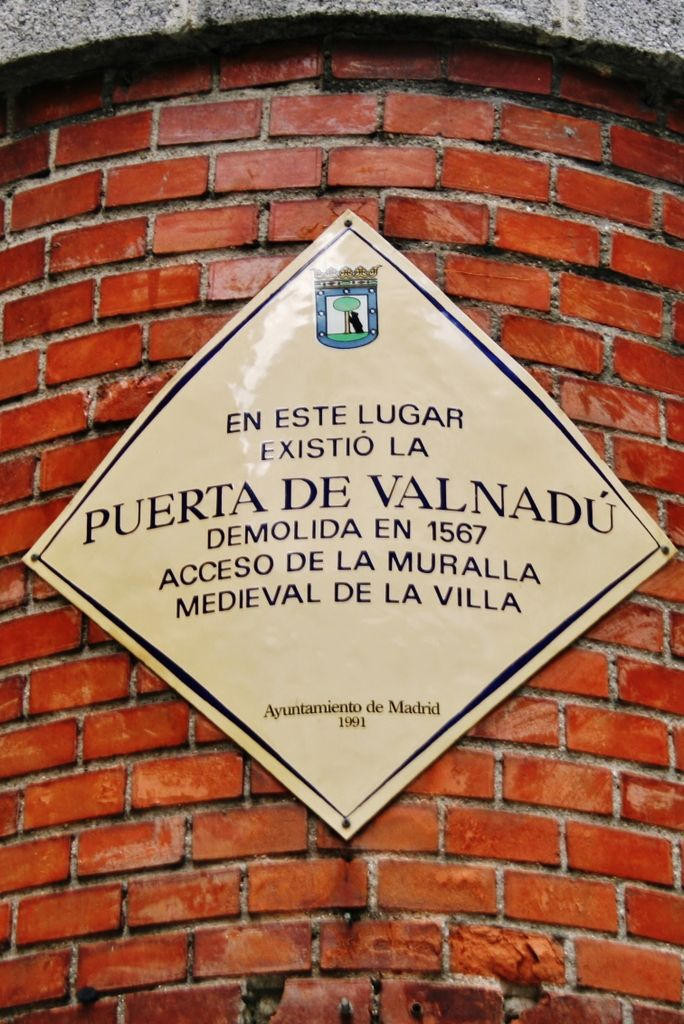 EN ESTE LUGAR
EXISTIÓ LA
PUERTA DE VALNADÚ
DEMOLIDA EN 1567
ACCESO DE LA MURALLA
MEDIEVAL DE LA VILLA
Ayuntamiento de Madrid
1991